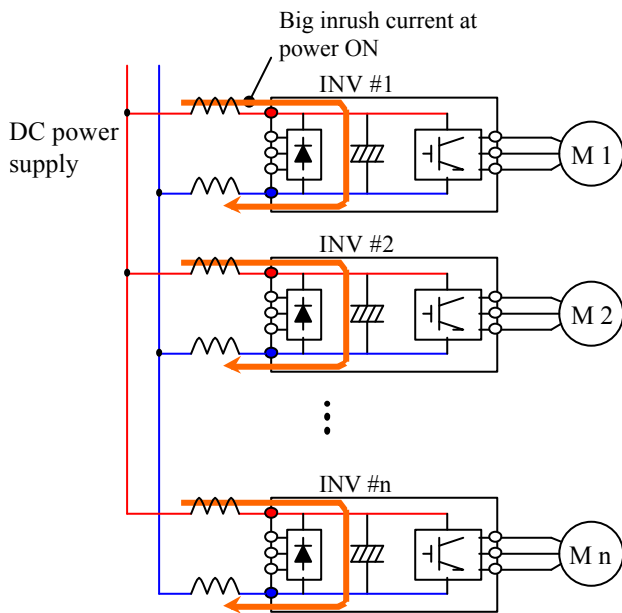 Big inrush current at
power ON
INV #1
DC power
supply
M 1
INV #2
M 2
INV #n
M n